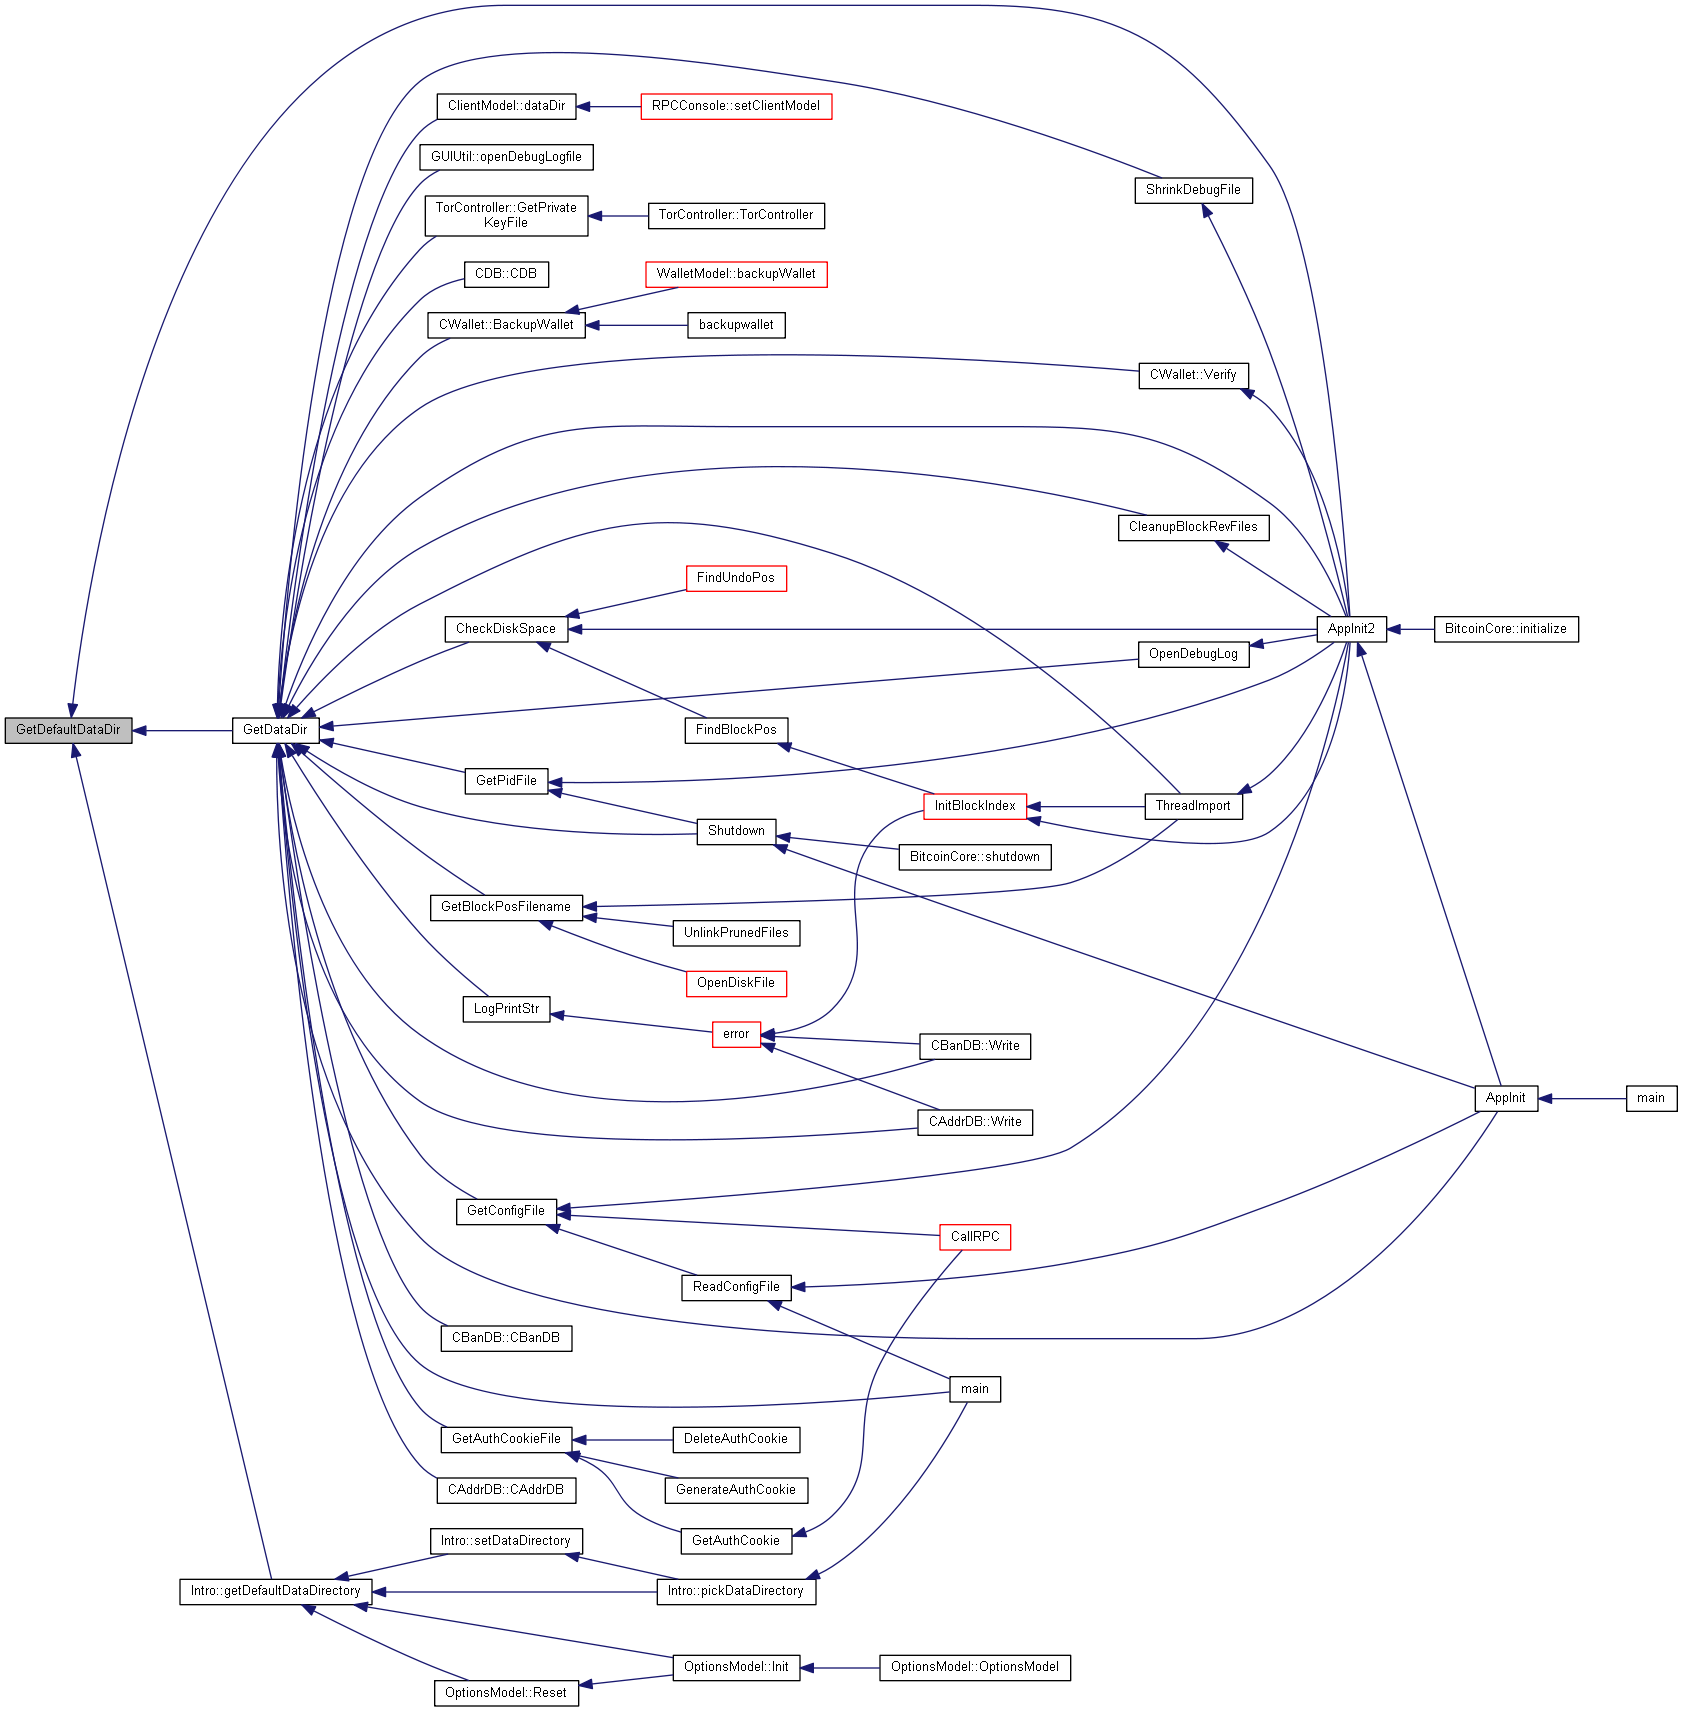 ClientModel::dataDir
RPCConsole::setClientModel
GUIUtil::openDebugLogfile
ShrinkDebugFile
TorController::GetPrivate
KeyFile
TorController::TorController
CDB::CDB
WalletModel::backupWallet
CWallet::BackupWallet
backupwallet
CWallet::Verify
CleanupBlockRevFiles
FindUndoPos
CheckDiskSpace
AppInit2
BitcoinCore::initialize
OpenDebugLog
GetDefaultDataDir
GetDataDir
FindBlockPos
GetPidFile
InitBlockIndex
ThreadImport
Shutdown
BitcoinCore::shutdown
GetBlockPosFilename
UnlinkPrunedFiles
OpenDiskFile
LogPrintStr
error
CBanDB::Write
AppInit
main
CAddrDB::Write
GetConfigFile
CallRPC
ReadConfigFile
CBanDB::CBanDB
main
GetAuthCookieFile
DeleteAuthCookie
CAddrDB::CAddrDB
GenerateAuthCookie
GetAuthCookie
Intro::setDataDirectory
Intro::getDefaultDataDirectory
Intro::pickDataDirectory
OptionsModel::Init
OptionsModel::OptionsModel
OptionsModel::Reset